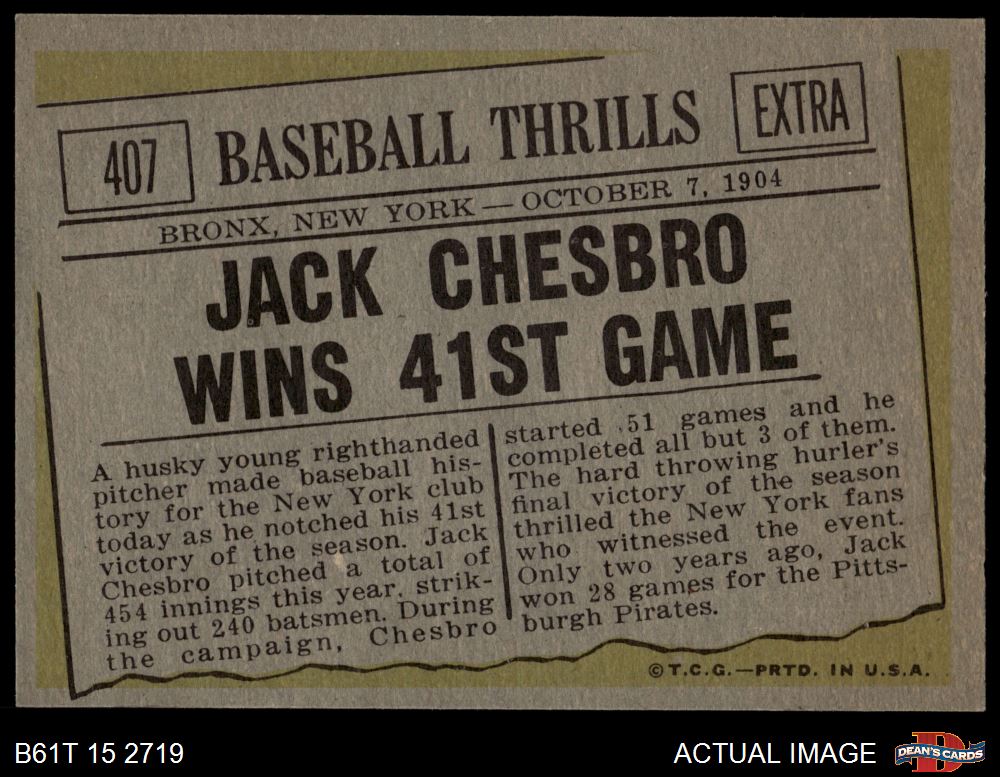 407
BASEBALL THRILLS
EXTRA
BRONX, NEW YORK — OCTOBER 7, 1904
JACK CHESBRO
WINS 41ST GAME
A husky young righthanded
pitcher made baseball his-
tory for the New York club
today as he notched his 41st
victory of the season. Jack
Chesbro pitched a total of
454 innings this year, strik-
ing out 240 batsmen. During
the campaign, Chesbro
started 51 games and he
completed all but 3 of them.
The hard throwing hurler's
final victory of the season
thrilled the New York fans
who witnessed the event.
Only two years ago, Jack
won 28 games for the Pitts-
burgh Pirates.
© T.C.G.—PRTD. IN U.S.A.
B61T 15 2719
ACTUAL IMAGE
D
DEAN'S CARDS